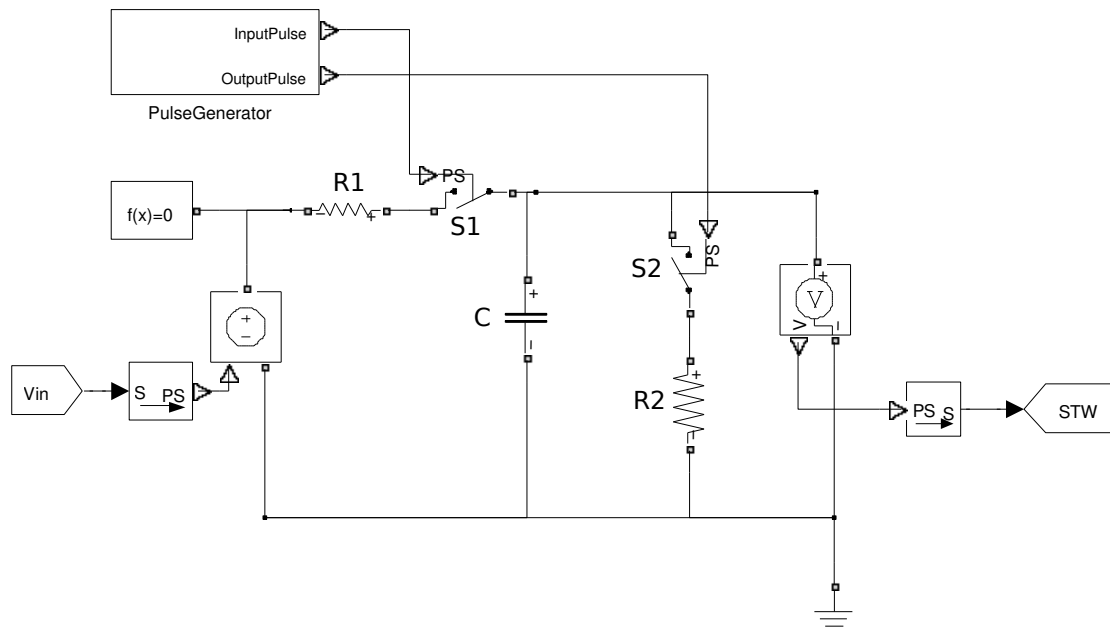 InputPulse
OutputPulse
PulseGenerator
PS
R1
f(x)=0
S1
PS
S2
+
V
V
C
R2
Vin
S PS
PS S
STW